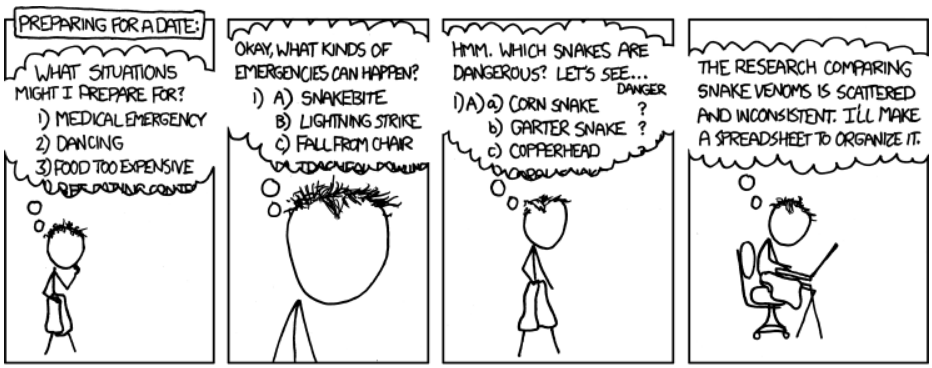 PREPARING FOR A DATE:
WHAT SITUATIONS
MIGHT I PREPARE FOR?
1) MEDICAL EMERGENCY
2) DANCING
3) FOOD TOO EXPENSIVE
OKAY, WHAT KINDS OF
EMERGENCIES CAN HAPPEN?
1) A) SNAKEBITE
B) LIGHTNING STRIKE
C) FALL FROM CHAIR
HMM. WHICH SNAKES ARE
DANGEROUS? LET'S SEE...
DANGER
1) A) a) CORN SNAKE ?
b) GARTER SNAKE ?
c) COPPERHEAD ?
THE RESEARCH COMPARING
SNAKE VENOMS IS SCATTERED
AND INCONSISTENT. I'LL MAKE
A SPREADSHEET TO ORGANIZE IT.